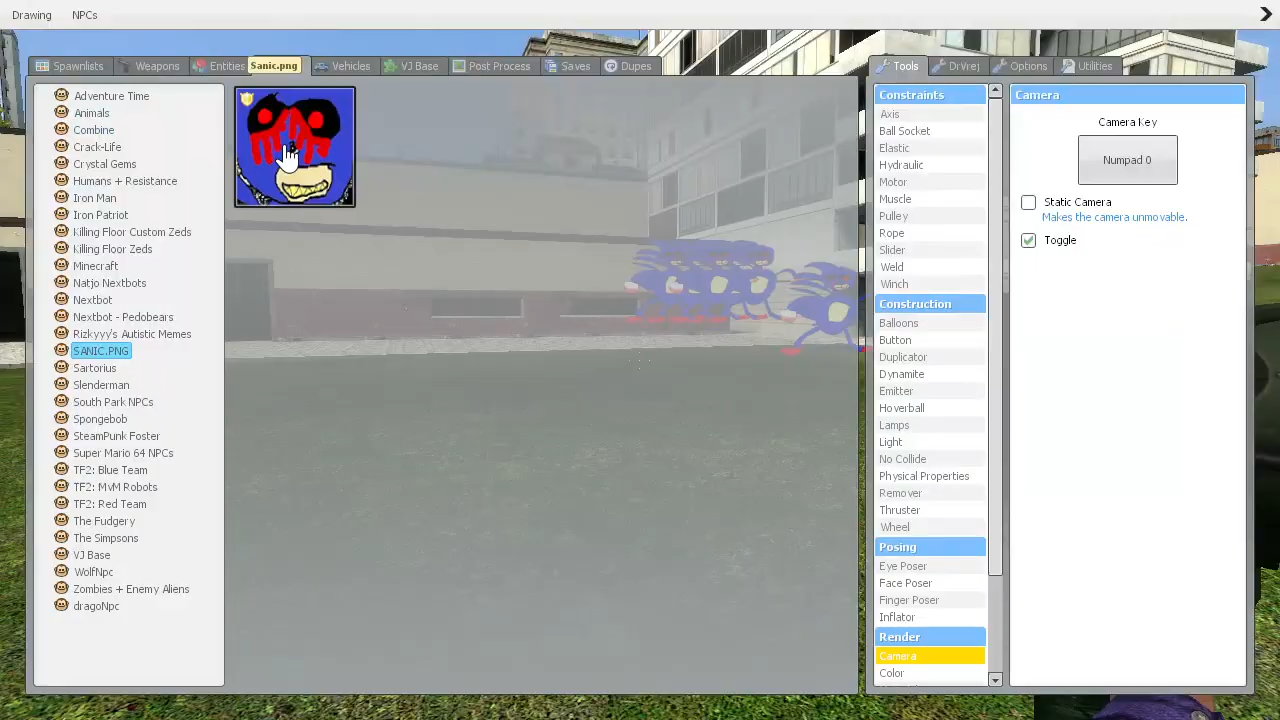 Drawing NPCs
Spawnlists Weapons Entities Sanic.png Vehicles VJ Base Post Process Saves Dupes
Adventure Time
Animals
Combine
Crack-Life
Crystal Gems
Humans + Resistance
Iron Man
Iron Patriot
Killing Floor Custom Zeds
Killing Floor Zeds
Minecraft
Natjo Nextbots
Nextbot
Nextbot - Pedobears
Rizkyyy's Autistic Memes
SANIC.PNG
Sartorius
Slenderman
South Park NPCs
Spongebob
SteamPunk Foster
Super Mario 64 NPCs
TF2: Blue Team
TF2: MvM Robots
TF2: Red Team
The Fudgery
The Simpsons
VJ Base
WolfNpc
Zombies + Enemy Aliens
dragoNpc
Tools DrVrej Options Utilities
Constraints
Axis
Ball Socket
Elastic
Hydraulic
Motor
Muscle
Pulley
Rope
Slider
Weld
Winch
Construction
Balloons
Button
Duplicator
Dynamite
Emitter
Hoverball
Lamps
Light
No Collide
Physical Properties
Remover
Thruster
Wheel
Posing
Eye Poser
Face Poser
Finger Poser
Inflator
Render
Camera
Color
Camera
Camera Key
Numpad 0
Static Camera
Makes the camera unmovable.
Toggle